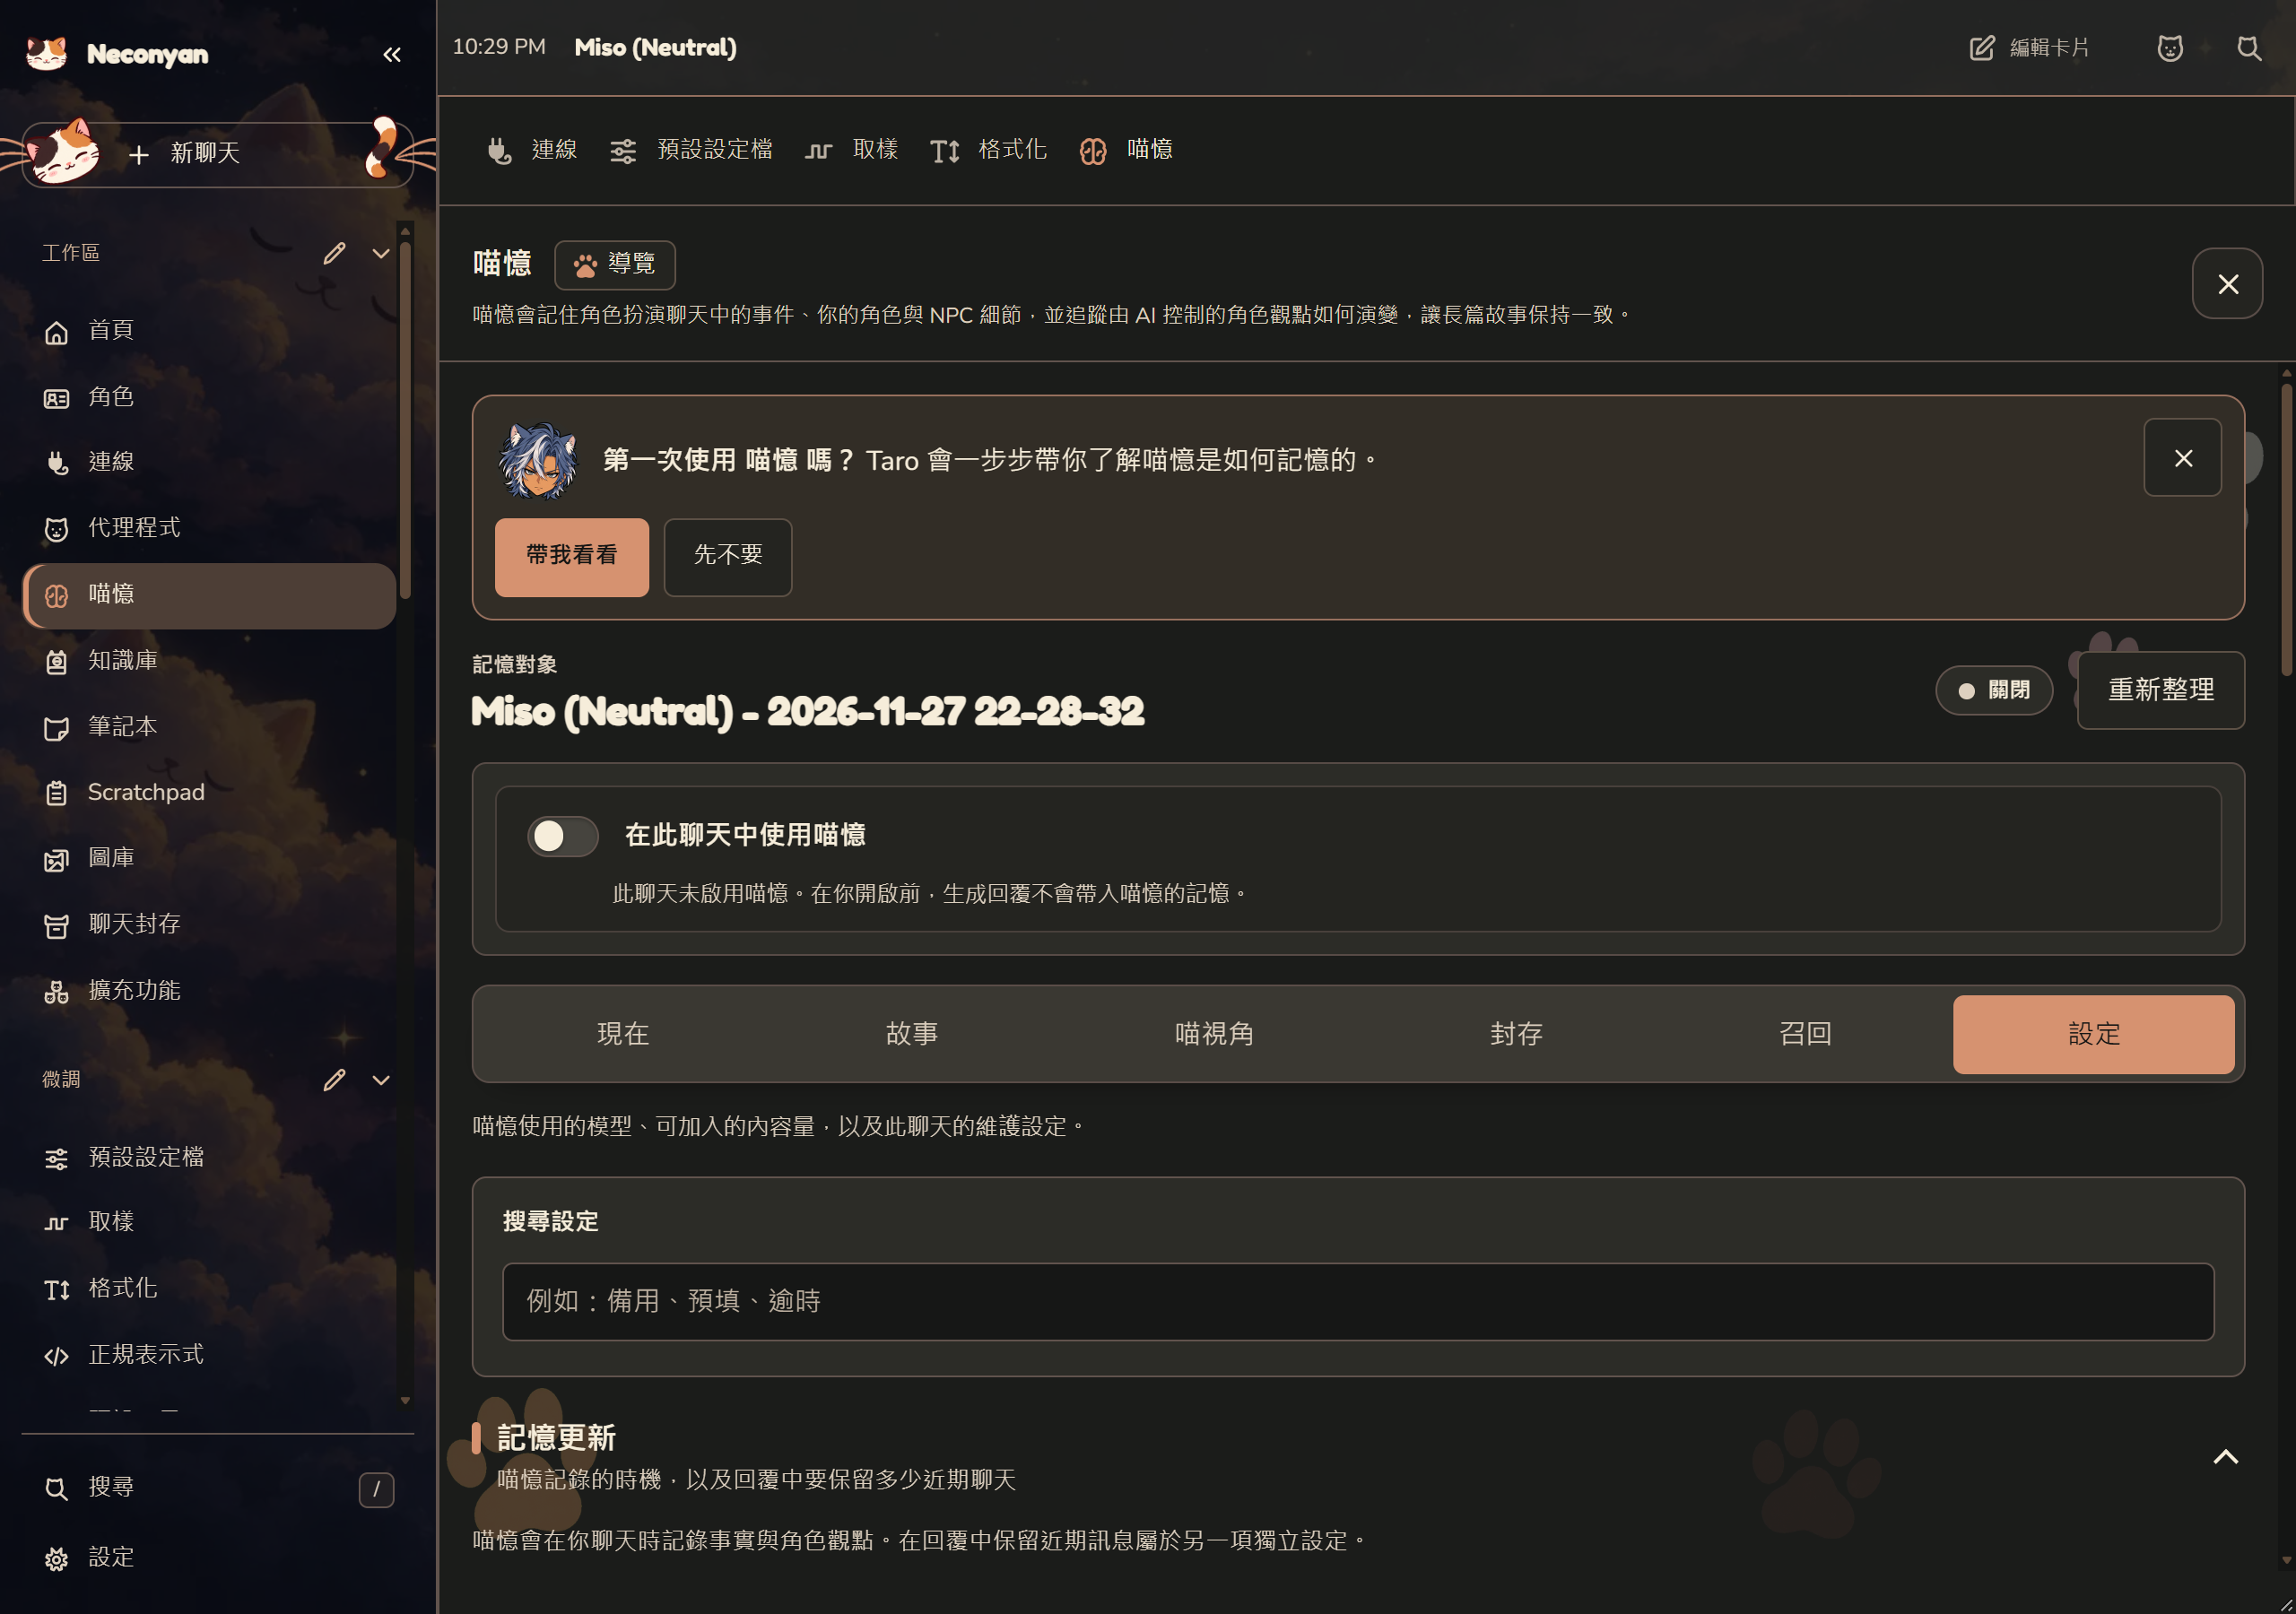 Neconyan
新聊天
工作區
首頁
角色
連線
代理程式
喵憶
知識庫
筆記本
Scratchpad
圖庫
聊天封存
擴充功能
微調
預設設定檔
取樣
格式化
正規表示式
搜尋 /
設定
10:29 PM Miso (Neutral) 編輯卡片
連線 預設設定檔 取樣 格式化 喵憶
喵憶 導覽
喵憶會記住角色扮演聊天中的事件、你的角色與 NPC 細節，並追蹤由 AI 控制的角色觀點如何演變，讓長篇故事保持一致。
第一次使用 喵憶 嗎？ Taro 會一步步帶你了解喵憶是如何記憶的。
帶我看看 先不要
記憶對象
Miso (Neutral) - 2026-11-27 22-28-32 關閉 重新整理
在此聊天中使用喵憶
此聊天未啟用喵憶。在你開啟前，生成回覆不會帶入喵憶的記憶。
現在 故事 喵視角 封存 召回 設定
喵憶使用的模型、可加入的內容量，以及此聊天的維護設定。
搜尋設定
例如：備用、預填、逾時
記憶更新
喵憶記錄的時機，以及回覆中要保留多少近期聊天
喵憶會在你聊天時記錄事實與角色觀點。在回覆中保留近期訊息屬於另一項獨立設定。